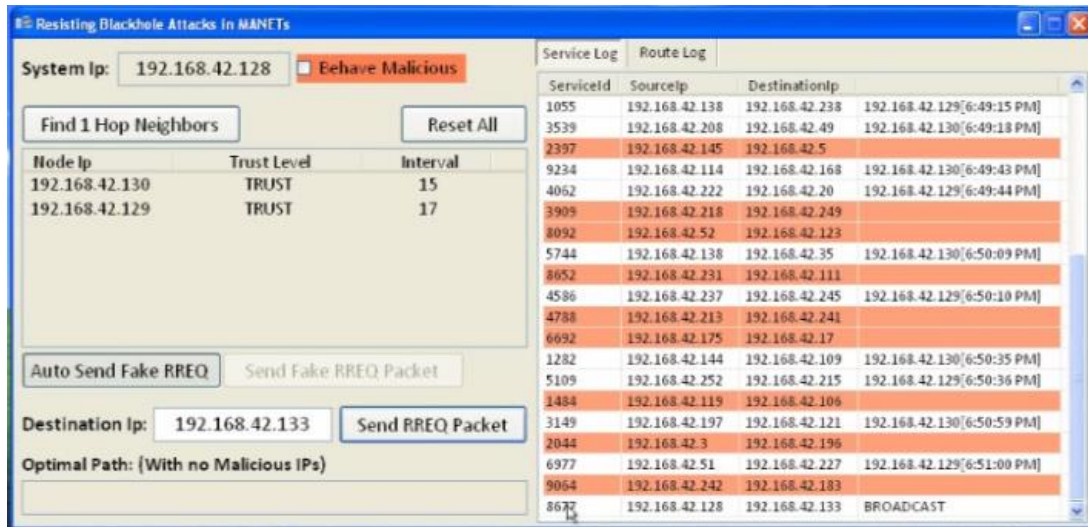 Resisting Blackhole Attacks in MANETs
System Ip: 192.168.42.128 Behave Malicious
Find 1 Hop Neighbors Reset All
Node Ip Trust Level Interval
192.168.42.130 TRUST 15
192.168.42.129 TRUST 17
Auto Send Fake RREQ Send Fake RREQ Packet
Destination Ip: 192.168.42.133 Send RREQ Packet
Optimal Path: (With no Malicious IPs)
Service Log Route Log
ServiceId SourceIp DestinationIp
1055 192.168.42.138 192.168.42.238 192.168.42.129[6:49:15 PM]
3539 192.168.42.208 192.168.42.49 192.168.42.130[6:49:18 PM]
2397 192.168.42.145 192.168.42.5
9234 192.168.42.114 192.168.42.168 192.168.42.130[6:49:43 PM]
4062 192.168.42.222 192.168.42.20 192.168.42.129[6:49:44 PM]
3909 192.168.42.218 192.168.42.249
8092 192.168.42.52 192.168.42.123
5744 192.168.42.138 192.168.42.35 192.168.42.130[6:50:09 PM]
8652 192.168.42.231 192.168.42.111
4586 192.168.42.237 192.168.42.245 192.168.42.129[6:50:10 PM]
4788 192.168.42.213 192.168.42.241
6692 192.168.42.175 192.168.42.17
1282 192.168.42.144 192.168.42.109 192.168.42.130[6:50:35 PM]
5109 192.168.42.252 192.168.42.215 192.168.42.129[6:50:36 PM]
1484 192.168.42.119 192.168.42.106
3149 192.168.42.197 192.168.42.121 192.168.42.130[6:50:59 PM]
2044 192.168.42.3 192.168.42.196
6977 192.168.42.51 192.168.42.227 192.168.42.129[6:51:00 PM]
9064 192.168.42.242 192.168.42.183
192.168.42.128 192.168.42.133 BROADCAST